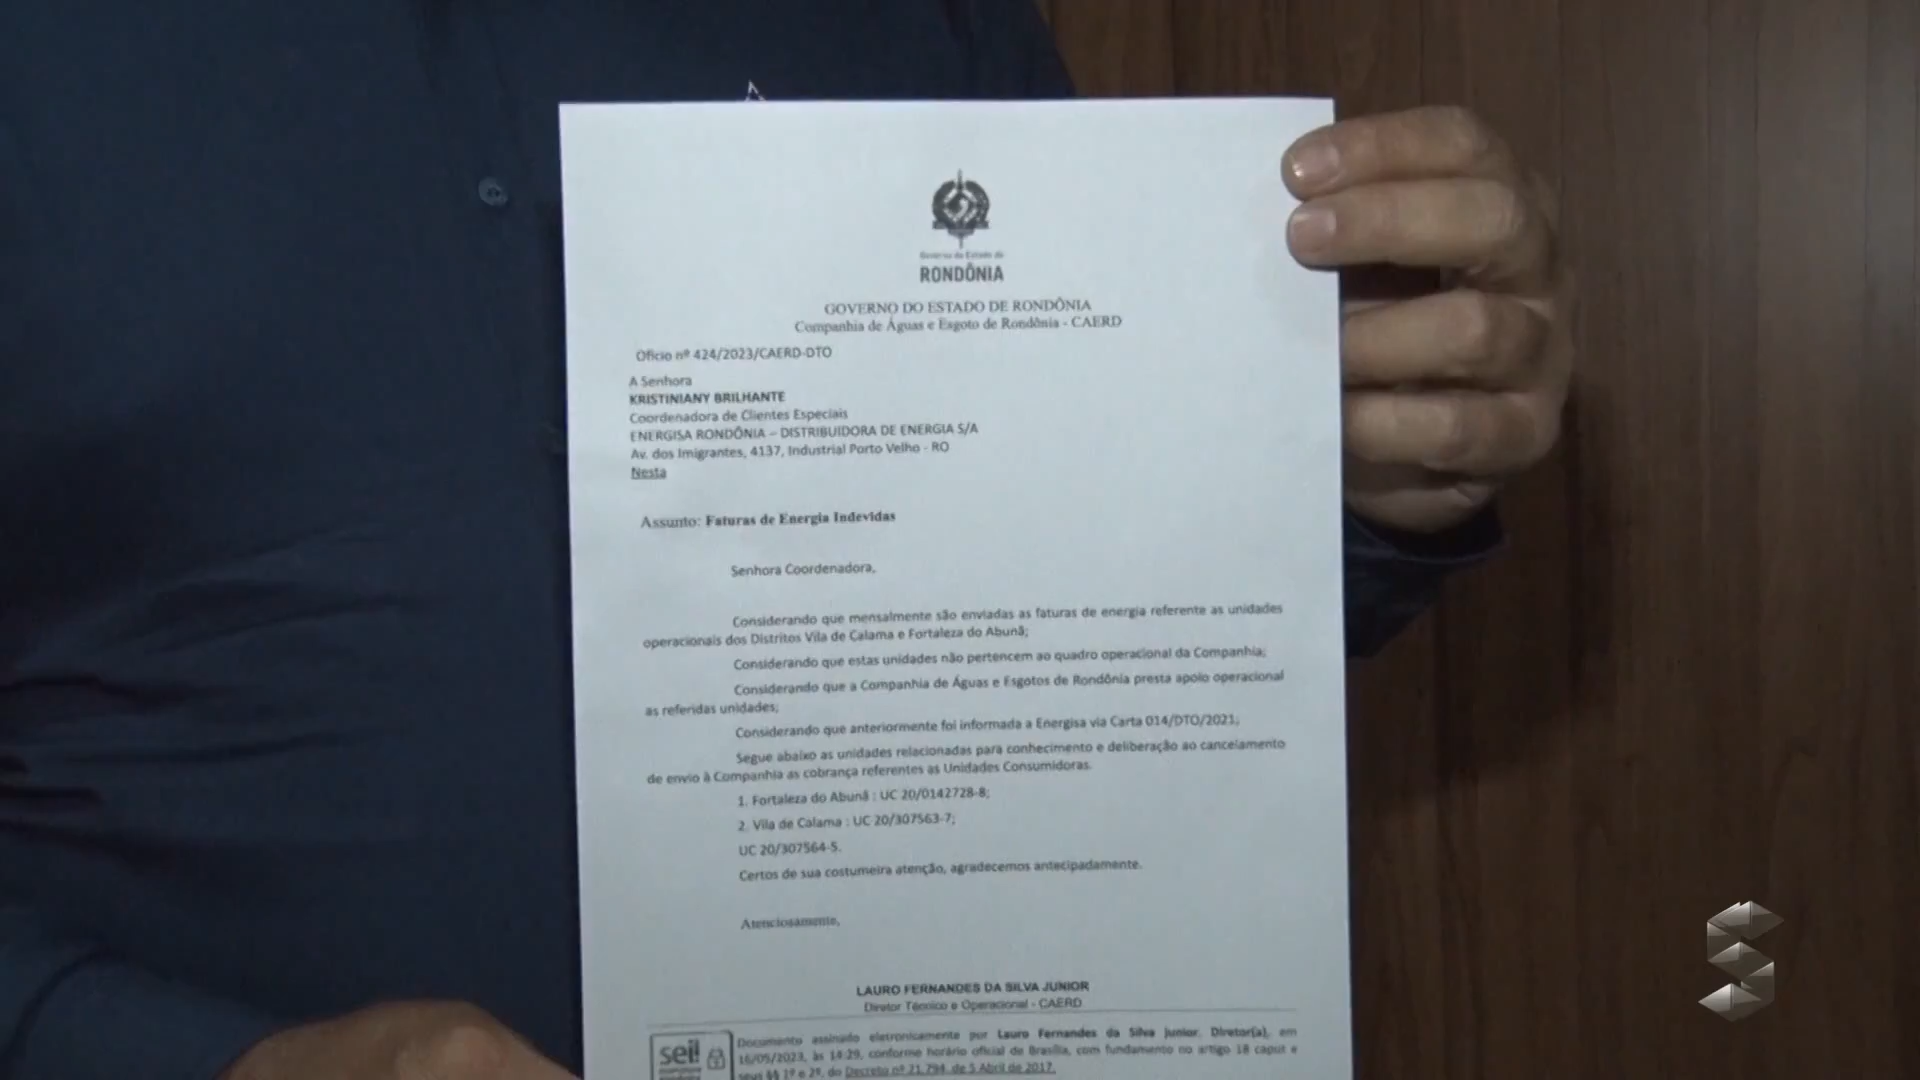 Governo do Estado de
RONDÔNIA
GOVERNO DO ESTADO DE RONDÔNIA
Companhia de Águas e Esgoto de Rondônia - CAERD
Ofício nº 424/2023/CAERD-DTO
A Senhora
KRISTINIANY BRILHANTE
Coordenadora de Clientes Especiais
ENERGISA RONDÔNIA – DISTRIBUIDORA DE ENERGIA S/A
Av. dos Imigrantes, 4137, Industrial Porto Velho - RO
Nesta
Assunto: Faturas de Energia Indevidas
Senhora Coordenadora,
Considerando que mensalmente são enviadas as faturas de energia referente as unidades
operacionais dos Distritos Vila de Calama e Fortaleza do Abunã;
Considerando que estas unidades não pertencem ao quadro operacional da Companhia;
Considerando que a Companhia de Águas e Esgotos de Rondônia presta apoio operacional
as referidas unidades;
Considerando que anteriormente foi informada a Energisa via Carta 014/DTO/2021;
Segue abaixo as unidades relacionadas para conhecimento e deliberação ao cancelamento
de envio à Companhia as cobrança referentes as Unidades Consumidoras.
1. Fortaleza do Abunã : UC 20/0142728-8;
2. Vila de Calama : UC 20/307563-7;
UC 20/307564-5.
Certos de sua costumeira atenção, agradecemos antecipadamente.
Atenciosamente,
LAURO FERNANDES DA SILVA JUNIOR
Diretor Técnico e Operacional - CAERD
sei!
Documento assinado eletronicamente por Lauro Fernandes da Silva Junior, Diretor(a), em
16/05/2023, às 14:29, conforme horário oficial de Brasília, com fundamento no artigo 18 caput e
seus §§ 1º e 2º, do Decreto nº 21.794, de 5 Abril de 2017.